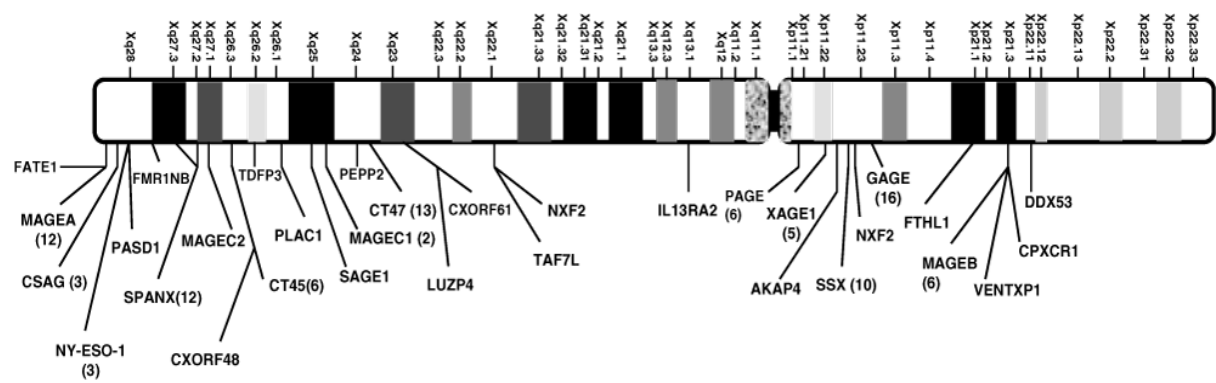 Xq28
Xq27.3
Xq27.2
Xq27.1
Xq26.3
Xq26.2
Xq26.1
Xq25
Xq24
Xq23
Xq22.3
Xq22.2
Xq22.1
Xq21.33
Xq21.32
Xq21.31
Xq21.2
Xq21.1
Xq13.3
Xq12.3
Xq13.1
Xq12
Xq11.2
Xq11.1
Xp11.1
Xp11.21
Xp11.22
Xp11.23
Xp11.3
Xp11.4
Xp21.1
Xp21.2
Xp21.3
Xp22.11
Xp22.12
Xp22.13
Xp22.2
Xp22.31
Xp22.32
Xp22.33
FATE1
MAGEA
(12)
CSAG (3)
NY-ESO-1
(3)
PASD1
FMR1NB
SPANX(12)
MAGEC2
CXORF48
TDFP3
CT45(6)
PLAC1
SAGE1
MAGEC1 (2)
PEPP2
CT47 (13)
CXORF61
LUZP4
NXF2
TAF7L
IL13RA2
PAGE
(6)
XAGE1
(5)
AKAP4
SSX (10)
NXF2
GAGE
(16)
FTHL1
MAGEB
(6)
VENTXP1
CPXCR1
DDX53